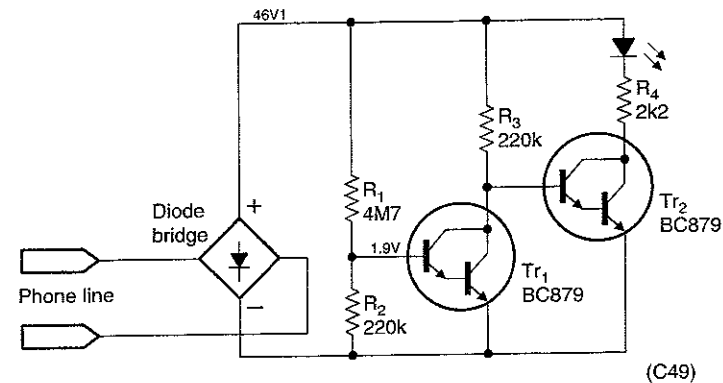 46V1
R4
2k2
R3
220k
R1
4M7
Diode
bridge
+
Tr2
BC879
1.9V
Tr1
BC879
Phone line
−
R2
220k
(C49)